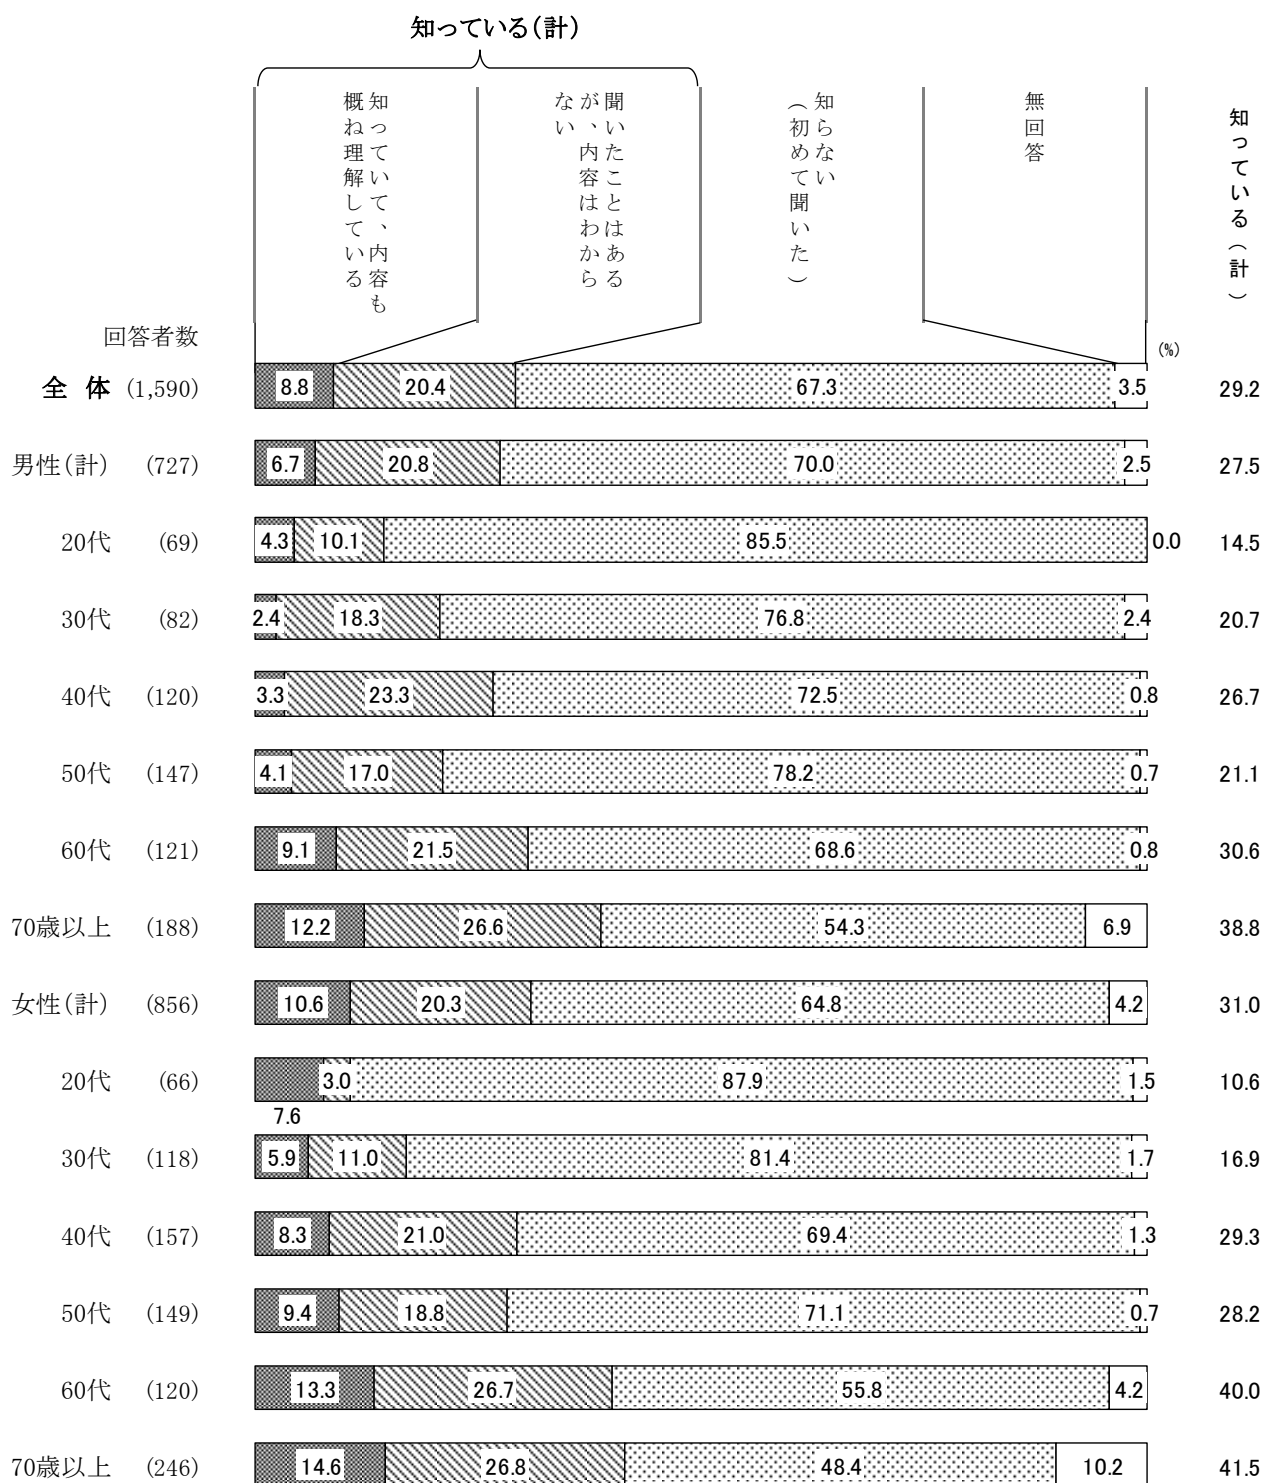 知っている(計)
知っていて、内容も
概ね理解している
聞いたことはある
が、内容はわから
ない
知らない
(初めて聞いた)
無回答
知っている(計)
回答者数
(%)
全 体 (1,590) 8.8 20.4 67.3 3.5 29.2
男性(計) (727) 6.7 20.8 70.0 2.5 27.5
20代 (69) 4.3 10.1 85.5 0.0 14.5
30代 (82) 2.4 18.3 76.8 2.4 20.7
40代 (120) 3.3 23.3 72.5 0.8 26.7
50代 (147) 4.1 17.0 78.2 0.7 21.1
60代 (121) 9.1 21.5 68.6 0.8 30.6
70歳以上 (188) 12.2 26.6 54.3 6.9 38.8
女性(計) (856) 10.6 20.3 64.8 4.2 31.0
20代 (66) 3.0 87.9 1.5 10.6
7.6
30代 (118) 5.9 11.0 81.4 1.7 16.9
40代 (157) 8.3 21.0 69.4 1.3 29.3
50代 (149) 9.4 18.8 71.1 0.7 28.2
60代 (120) 13.3 26.7 55.8 4.2 40.0
70歳以上 (246) 14.6 26.8 48.4 10.2 41.5